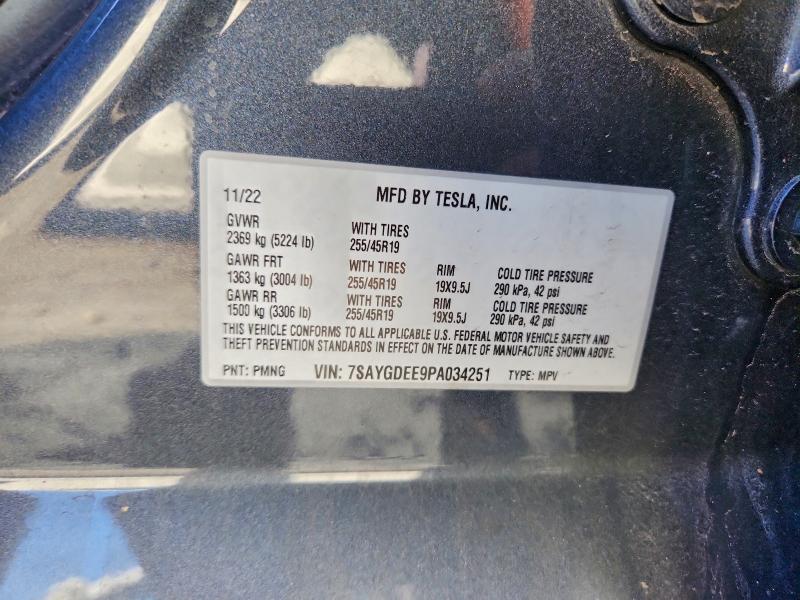 11/22 MFD BY TESLA, INC.
GVWR WITH TIRES
2369 kg (5224 lb) 255/45R19
GAWR FRT WITH TIRES RIM COLD TIRE PRESSURE
1363 kg (3004 lb) 255/45R19 19X9.5J 290 kPa, 42 psi
GAWR RR WITH TIRES RIM COLD TIRE PRESSURE
1500 kg (3306 lb) 255/45R19 19X9.5J 290 kPa, 42 psi
THIS VEHICLE CONFORMS TO ALL APPLICABLE U.S. FEDERAL MOTOR VEHICLE SAFETY AND
THEFT PREVENTION STANDARDS IN EFFECT ON THE DATE OF MANUFACTURE SHOWN ABOVE.
PNT: PMNG VIN: 7SAYGDEE9PA034251 TYPE: MPV